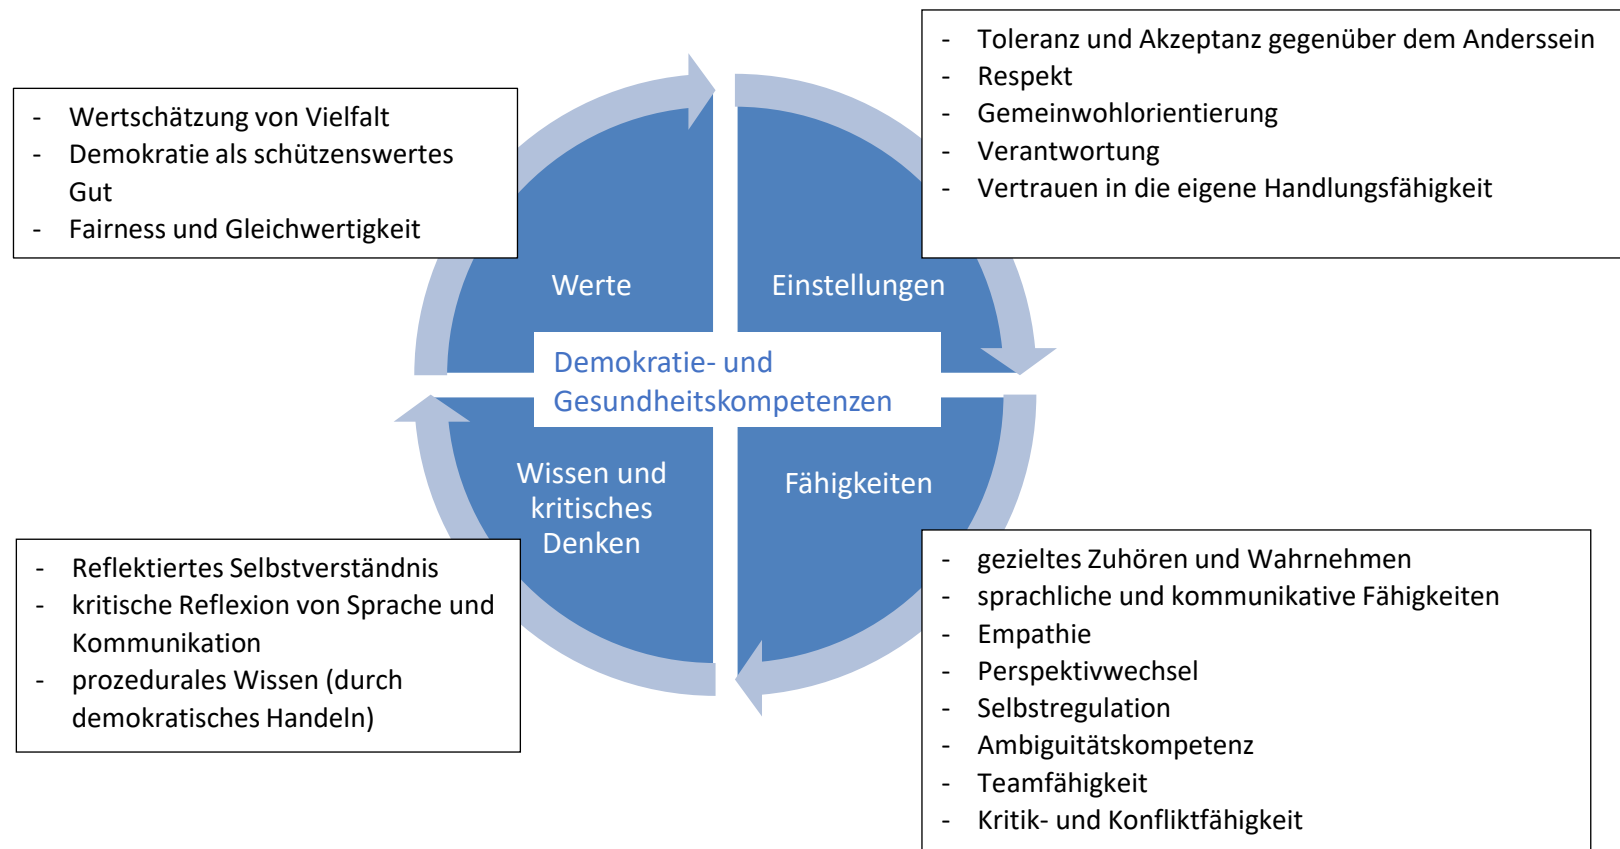 - Wertschätzung von Vielfalt
- Demokratie als schützenswertes
Gut
- Fairness und Gleichwertigkeit
- Toleranz und Akzeptanz gegenüber dem Anderssein
- Respekt
- Gemeinwohlorientierung
- Verantwortung
- Vertrauen in die eigene Handlungsfähigkeit
Werte
Einstellungen
Demokratie- und
Gesundheitskompetenzen
Wissen und
kritisches
Denken
Fähigkeiten
- Reflektiertes Selbstverständnis
- kritische Reflexion von Sprache und
Kommunikation
- prozedurales Wissen (durch
demokratisches Handeln)
- gezieltes Zuhören und Wahrnehmen
- sprachliche und kommunikative Fähigkeiten
- Empathie
- Perspektivwechsel
- Selbstregulation
- Ambiguitätskompetenz
- Teamfähigkeit
- Kritik- und Konfliktfähigkeit